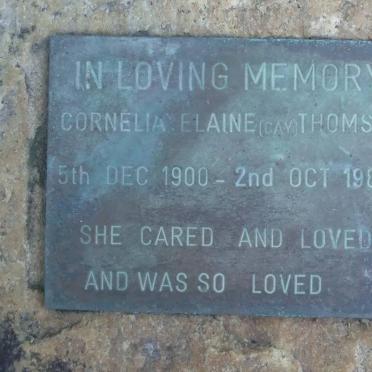 IN LOVING MEMORY
CORNELIA ELAINE (CAY) THOMS
5th DEC 1900 - 2nd OCT 198
SHE CARED AND LOVED
AND WAS SO LOVED